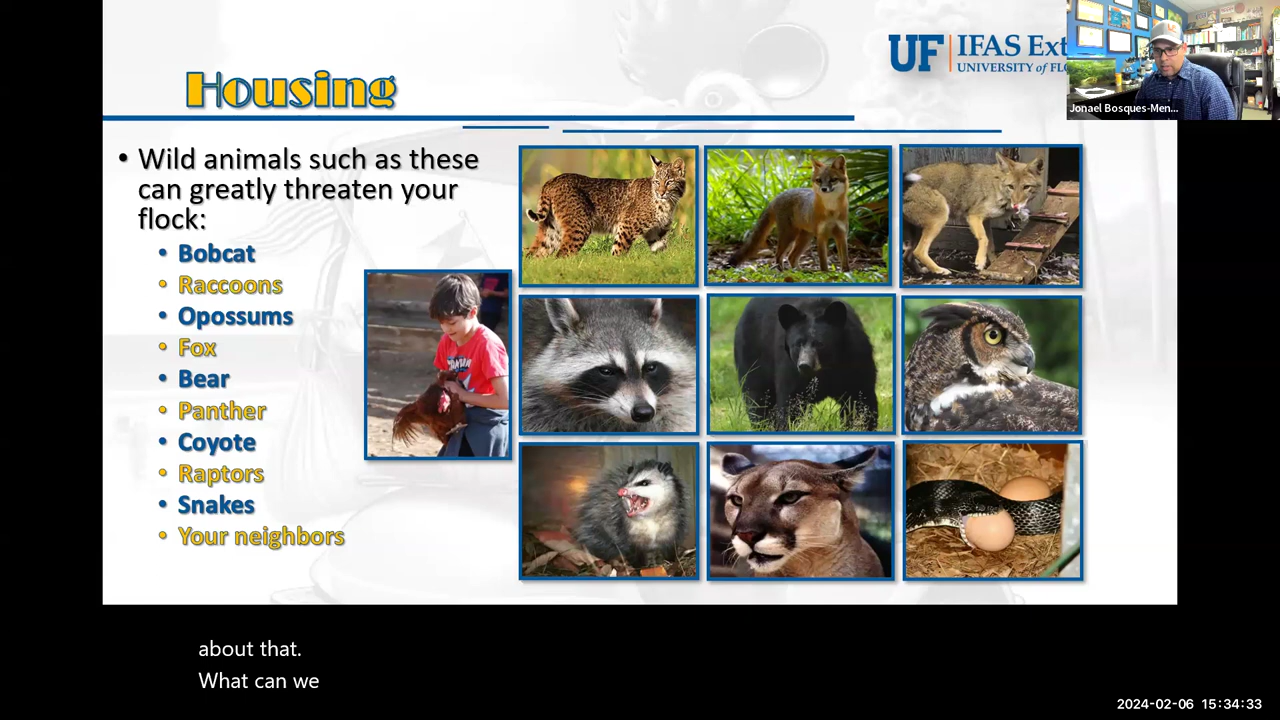 UF IFAS Ext
UNIVERSITY of FLO
Jonael Bosques-Men...
Housing
• Wild animals such as these
can greatly threaten your
flock:
• Bobcat
• Raccoons
• Opossums
• Fox
• Bear
• Panther
• Coyote
• Raptors
• Snakes
• Your neighbors
about that.
What can we
2024-02-06 15:34:33